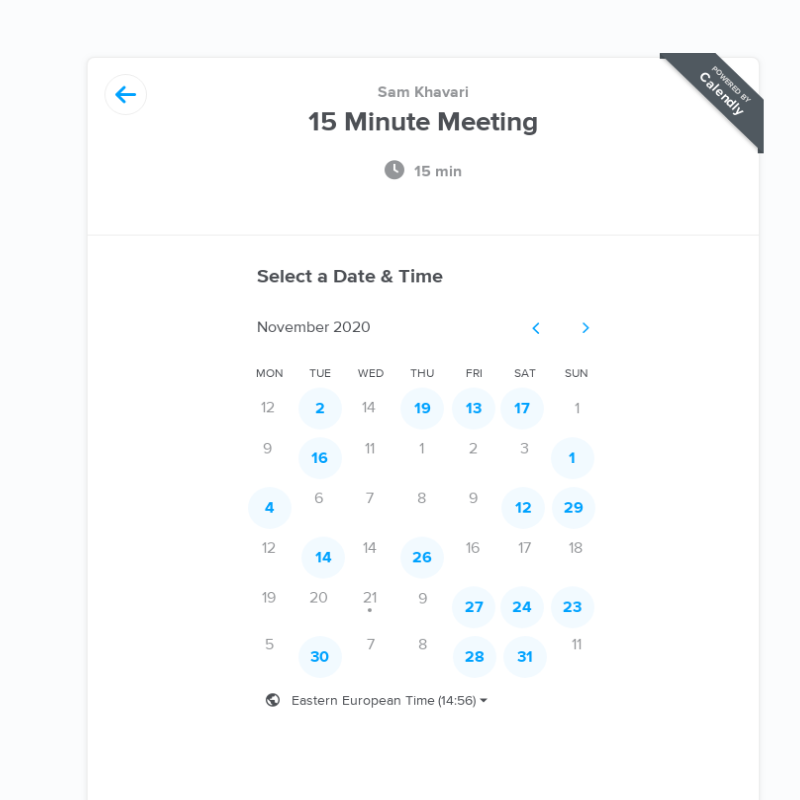 POWERED BY
Calendly
Sam Khavari
15 Minute Meeting
15 min
Select a Date & Time
November 2020
MON TUE WED THU FRI SAT SUN
12 2 14 19 13 17 1
9 16 11 1 2 3 1
4 6 7 8 9 12 29
12 14 14 26 16 17 18
19 20 21 9 27 24 23
5 30 7 8 28 31 11
Eastern European Time (14:56)